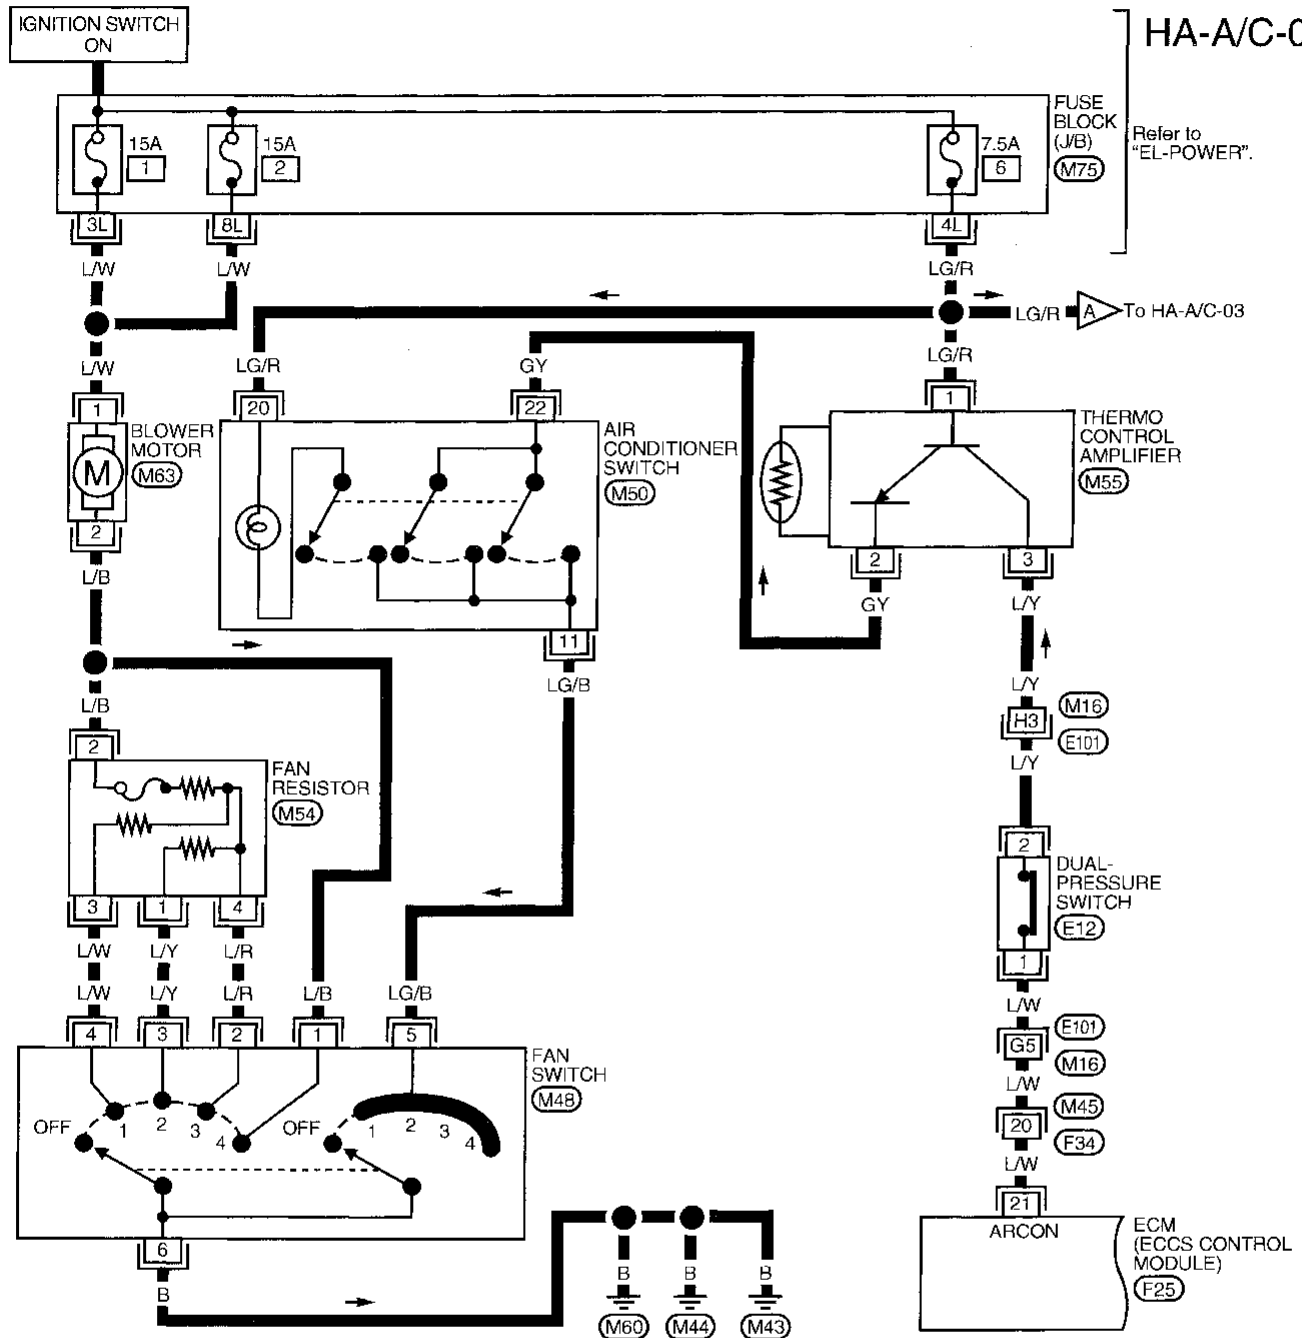 IGNITION SWITCH
ON
HA-A/C-0
FUSE
BLOCK
(J/B)
M75
Refer to
"EL-POWER".
15A
1
15A
2
7.5A
6
3L
8L
4L
L/W
L/W
LG/R
LG/R
A
To HA-A/C-03
L/W
LG/R
GY
LG/R
1
20
22
1
BLOWER
MOTOR
M63
M
2
AIR
CONDITIONER
SWITCH
M50
THERMO
CONTROL
AMPLIFIER
M55
2
3
L/B
GY
L/Y
11
LG/B
L/Y
L/B
H3
M16
E101
L/Y
2
FAN
RESISTOR
M54
2
DUAL-
PRESSURE
SWITCH
E12
1
3
1
4
L/W
L/Y
L/R
L/W
L/Y
L/R
L/B
LG/B
L/W
4
3
2
1
5
G5
E101
M16
FAN
SWITCH
M48
L/W
OFF
1
2
3
4
OFF
1
2
3
4
20
M45
F34
L/W
21
ARCON
ECM
(ECCS CONTROL
MODULE)
F25
6
B
B
B
B
M60
M44
M43